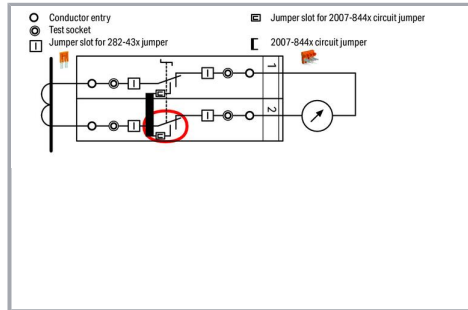 Conductor entry
Test socket
Jumper slot for 282-43x jumper
Jumper slot for 2007-844x circuit jumper
2007-844x circuit jumper
1
2